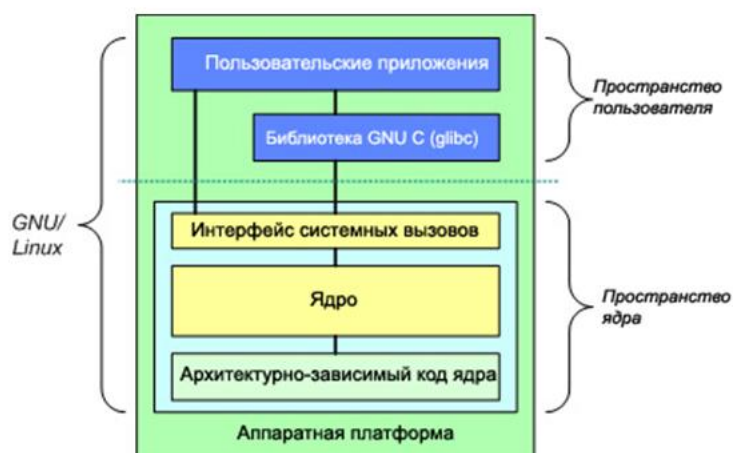 Пользовательские приложения
Библиотека GNU C (glibc)
Пространство
пользователя
GNU/
Linux
Интерфейс системных вызовов
Ядро
Архитектурно-зависимый код ядра
Пространство
ядра
Аппаратная платформа